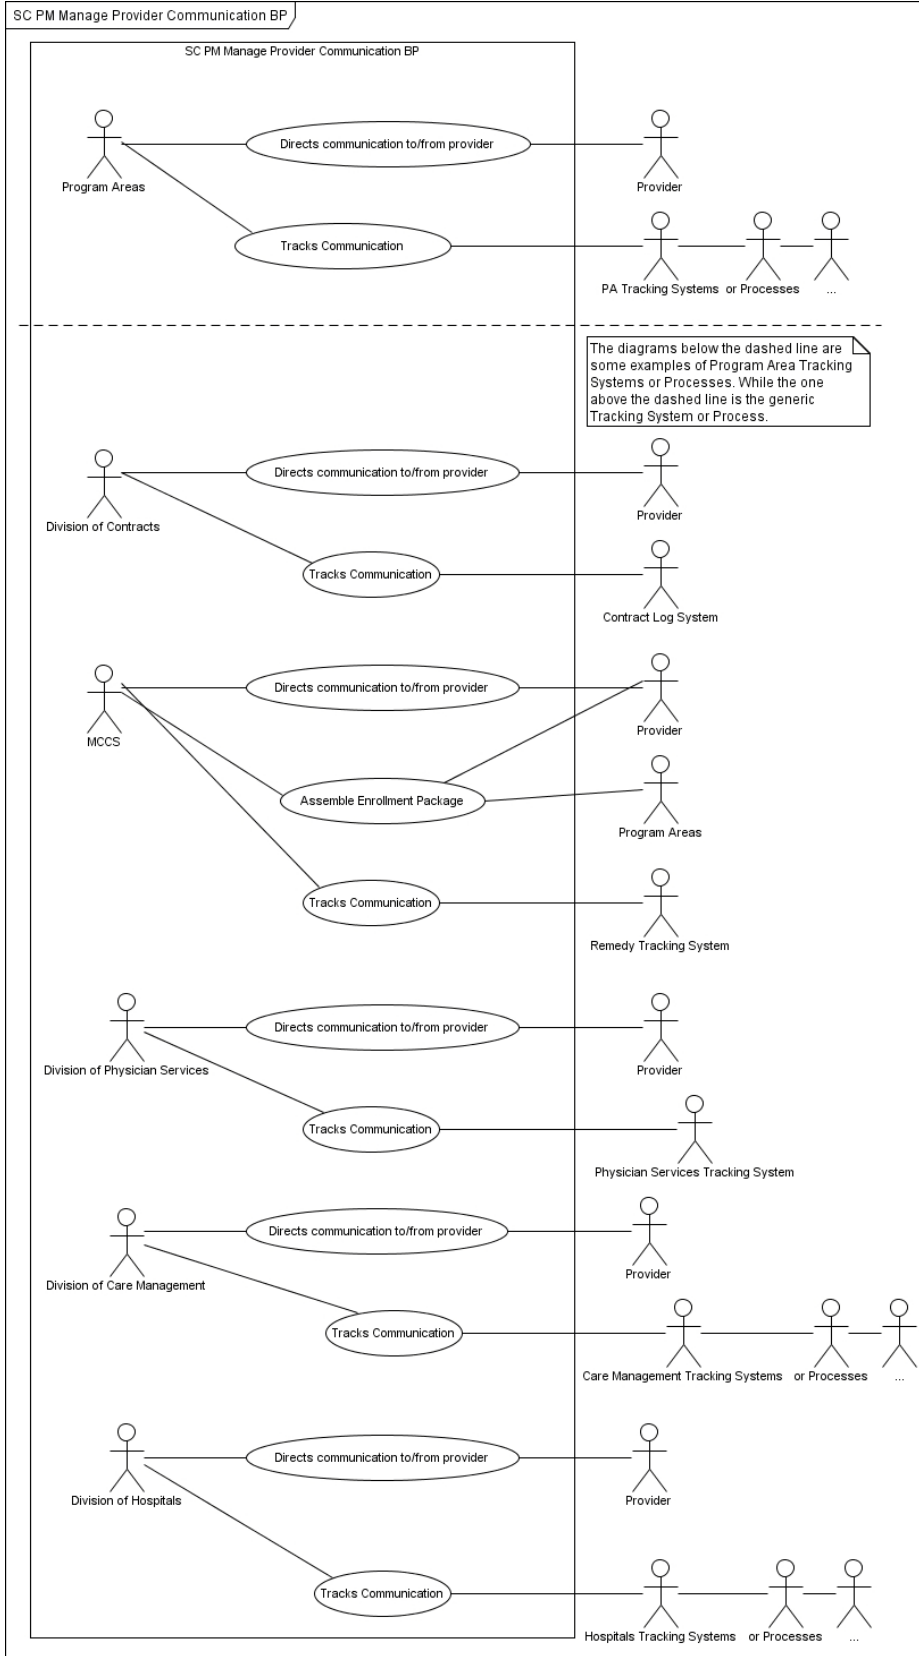 SC PM Manage Provider Communication BP
SC PM Manage Provider Communication BP
Directs communication to/from provider
Program Areas
Provider
Tracks Communication
PA Tracking Systems
or Processes
...
The diagrams below the dashed line are
some examples of Program Area Tracking
Systems or Processes. While the one
above the dashed line is the generic
Tracking System or Process.
Directs communication to/from provider
Division of Contracts
Provider
Tracks Communication
Contract Log System
Directs communication to/from provider
MCCS
Provider
Assemble Enrollment Package
Program Areas
Tracks Communication
Remedy Tracking System
Directs communication to/from provider
Division of Physician Services
Provider
Tracks Communication
Physician Services Tracking System
Directs communication to/from provider
Division of Care Management
Provider
Tracks Communication
Care Management Tracking Systems
or Processes
...
Directs communication to/from provider
Division of Hospitals
Provider
Tracks Communication
Hospitals Tracking Systems
or Processes
...